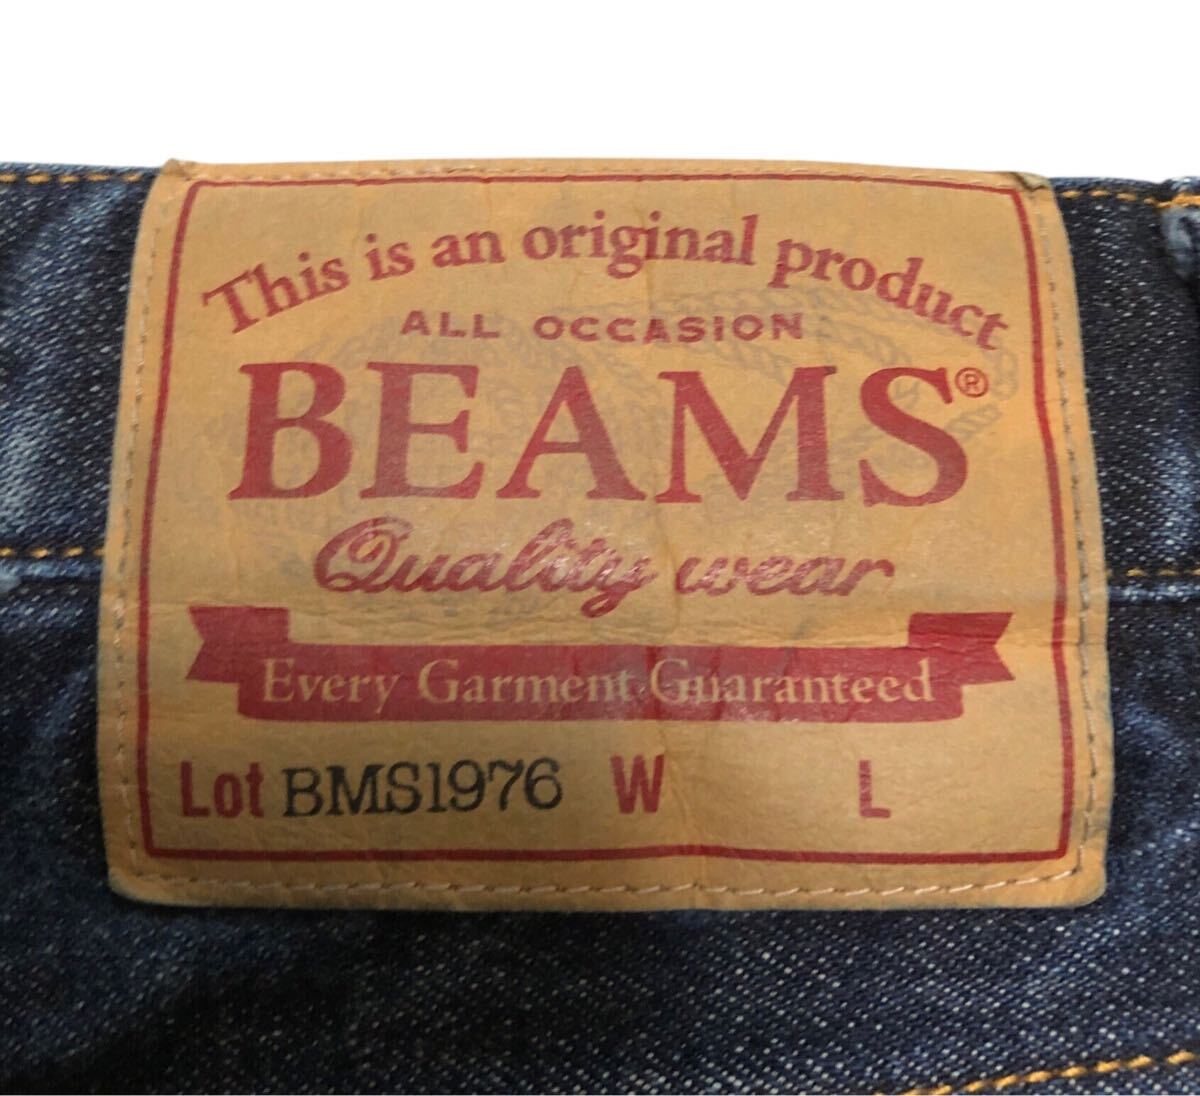 This is an original product
ALL OCCASION
BEAMS®
Quality wear
Every Garment Guaranteed
Lot BMS1976 W L